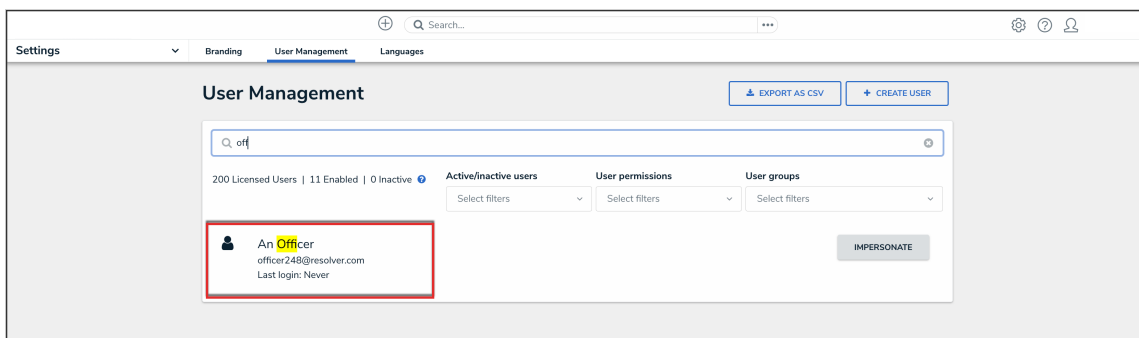 Search...
Settings
Branding User Management Languages
User Management
EXPORT AS CSV + CREATE USER
off
200 Licensed Users | 11 Enabled | 0 Inactive
Active/inactive users User permissions User groups
Select filters Select filters Select filters
An Officer
officer248@resolver.com
Last login: Never
IMPERSONATE